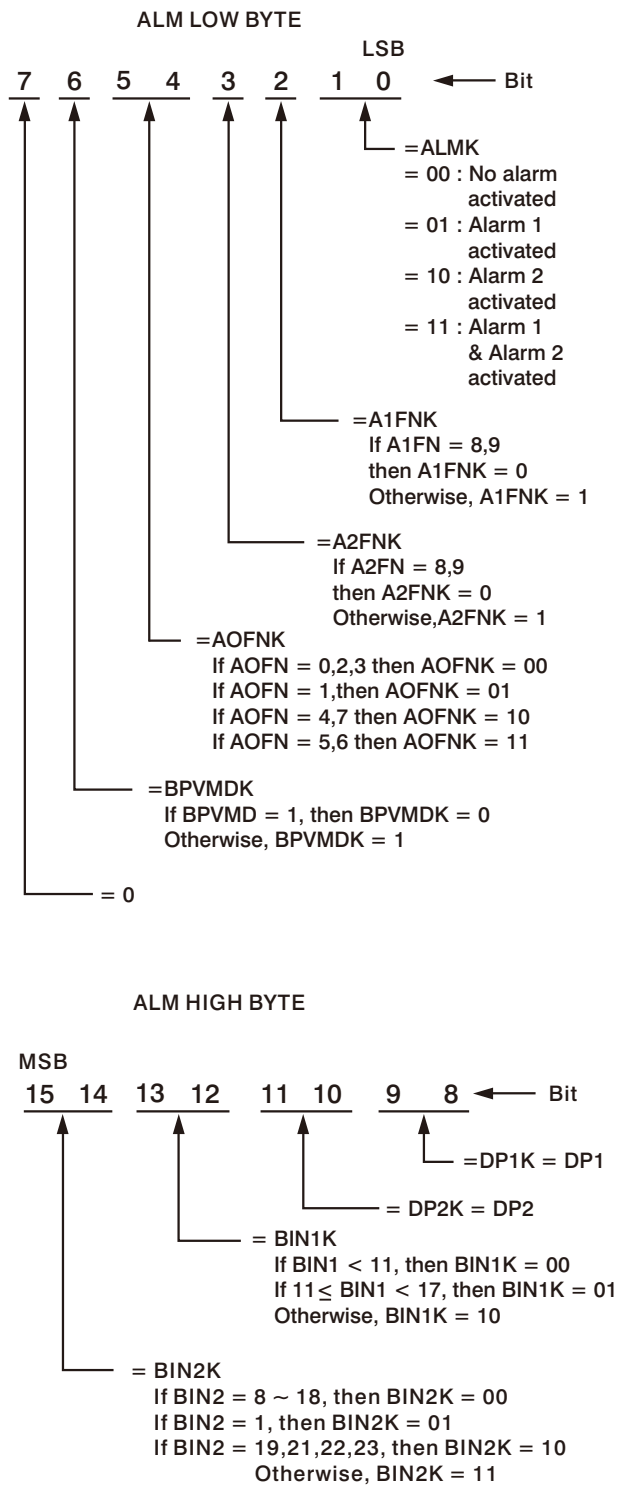 ALM LOW BYTE
LSB
7 6 5 4 3 2 1 0 Bit
=ALMK
= 00 : No alarm
activated
= 01 : Alarm 1
activated
= 10 : Alarm 2
activated
= 11 : Alarm 1
& Alarm 2
activated
=A1FNK
If A1FN = 8,9
then A1FNK = 0
Otherwise, A1FNK = 1
=A2FNK
If A2FN = 8,9
then A2FNK = 0
Otherwise,A2FNK = 1
=AOFNK
If AOFN = 0,2,3 then AOFNK = 00
If AOFN = 1,then AOFNK = 01
If AOFN = 4,7 then AOFNK = 10
If AOFN = 5,6 then AOFNK = 11
=BPVMDK
If BPVMD = 1, then BPVMDK = 0
Otherwise, BPVMDK = 1
= 0
ALM HIGH BYTE
MSB
15 14 13 12 11 10 9 8 Bit
=DP1K = DP1
= DP2K = DP2
= BIN1K
If BIN1 < 11, then BIN1K = 00
If 11≤ BIN1 < 17, then BIN1K = 01
Otherwise, BIN1K = 10
= BIN2K
If BIN2 = 8 ~ 18, then BIN2K = 00
If BIN2 = 1, then BIN2K = 01
If BIN2 = 19,21,22,23, then BIN2K = 10
Otherwise, BIN2K = 11